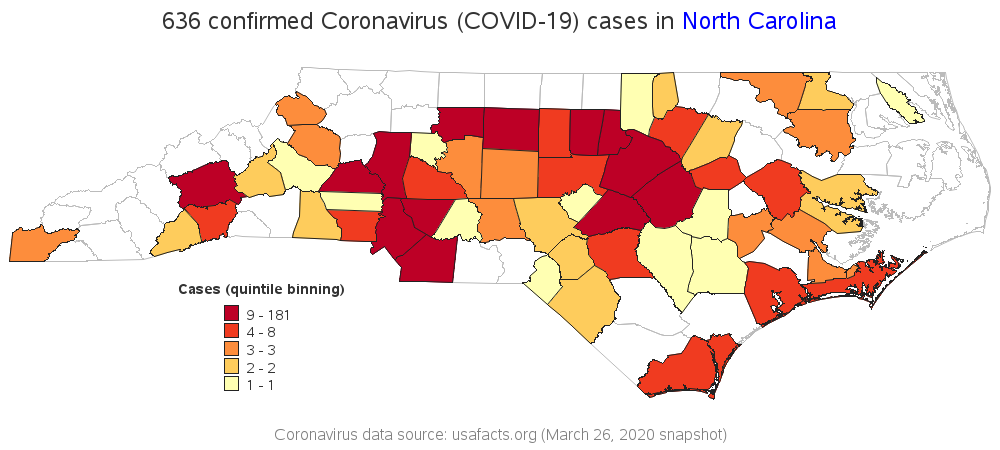 636 confirmed Coronavirus (COVID-19) cases in North Carolina
Cases (quintile binning)
9 - 181
4 - 8
3 - 3
2 - 2
1 - 1
Coronavirus data source: usafacts.org (March 26, 2020 snapshot)